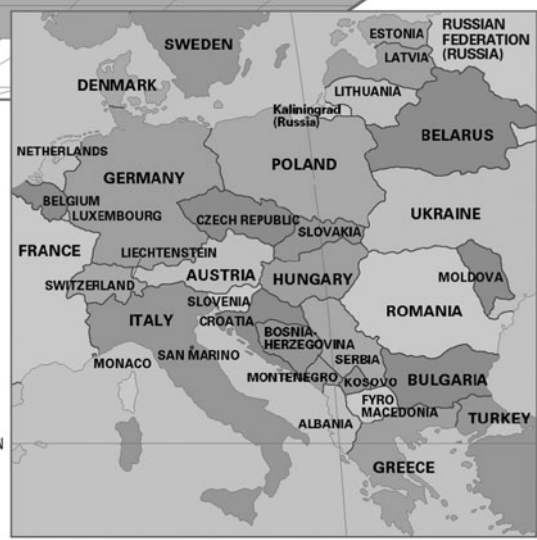 SWEDEN
ESTONIA
RUSSIAN
FEDERATION
(RUSSIA)
LATVIA
DENMARK
LITHUANIA
Kaliningrad
(Russia)
BELARUS
NETHERLANDS
POLAND
GERMANY
BELGIUM
LUXEMBOURG
UKRAINE
CZECH REPUBLIC
SLOVAKIA
FRANCE
LIECHTENSTEIN
AUSTRIA
HUNGARY
MOLDOVA
SWITZERLAND
SLOVENIA
ROMANIA
ITALY
CROATIA
BOSNIA-
HERZEGOVINA
SAN MARINO
SERBIA
MONACO
MONTENEGRO
KOSOVO
BULGARIA
FYRO
MACEDONIA
ALBANIA
TURKEY
N
GREECE